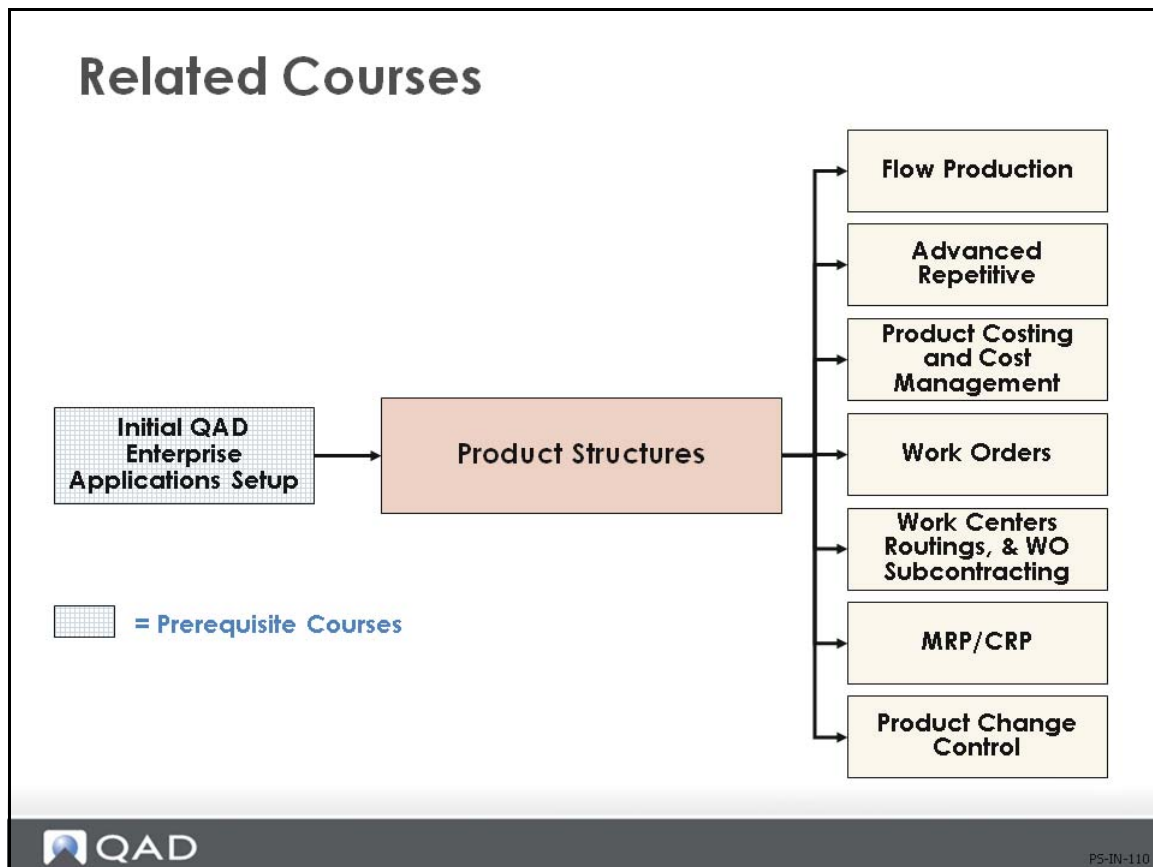 Related Courses
Flow Production
Advanced
Repetitive
Product Costing
and Cost
Management
Initial QAD
Enterprise
Applications Setup
Product Structures
Work Orders
Work Centers
Routings, & WO
Subcontracting
= Prerequisite Courses
MRP/CRP
Product Change
Control
QAD
PS-IN-110